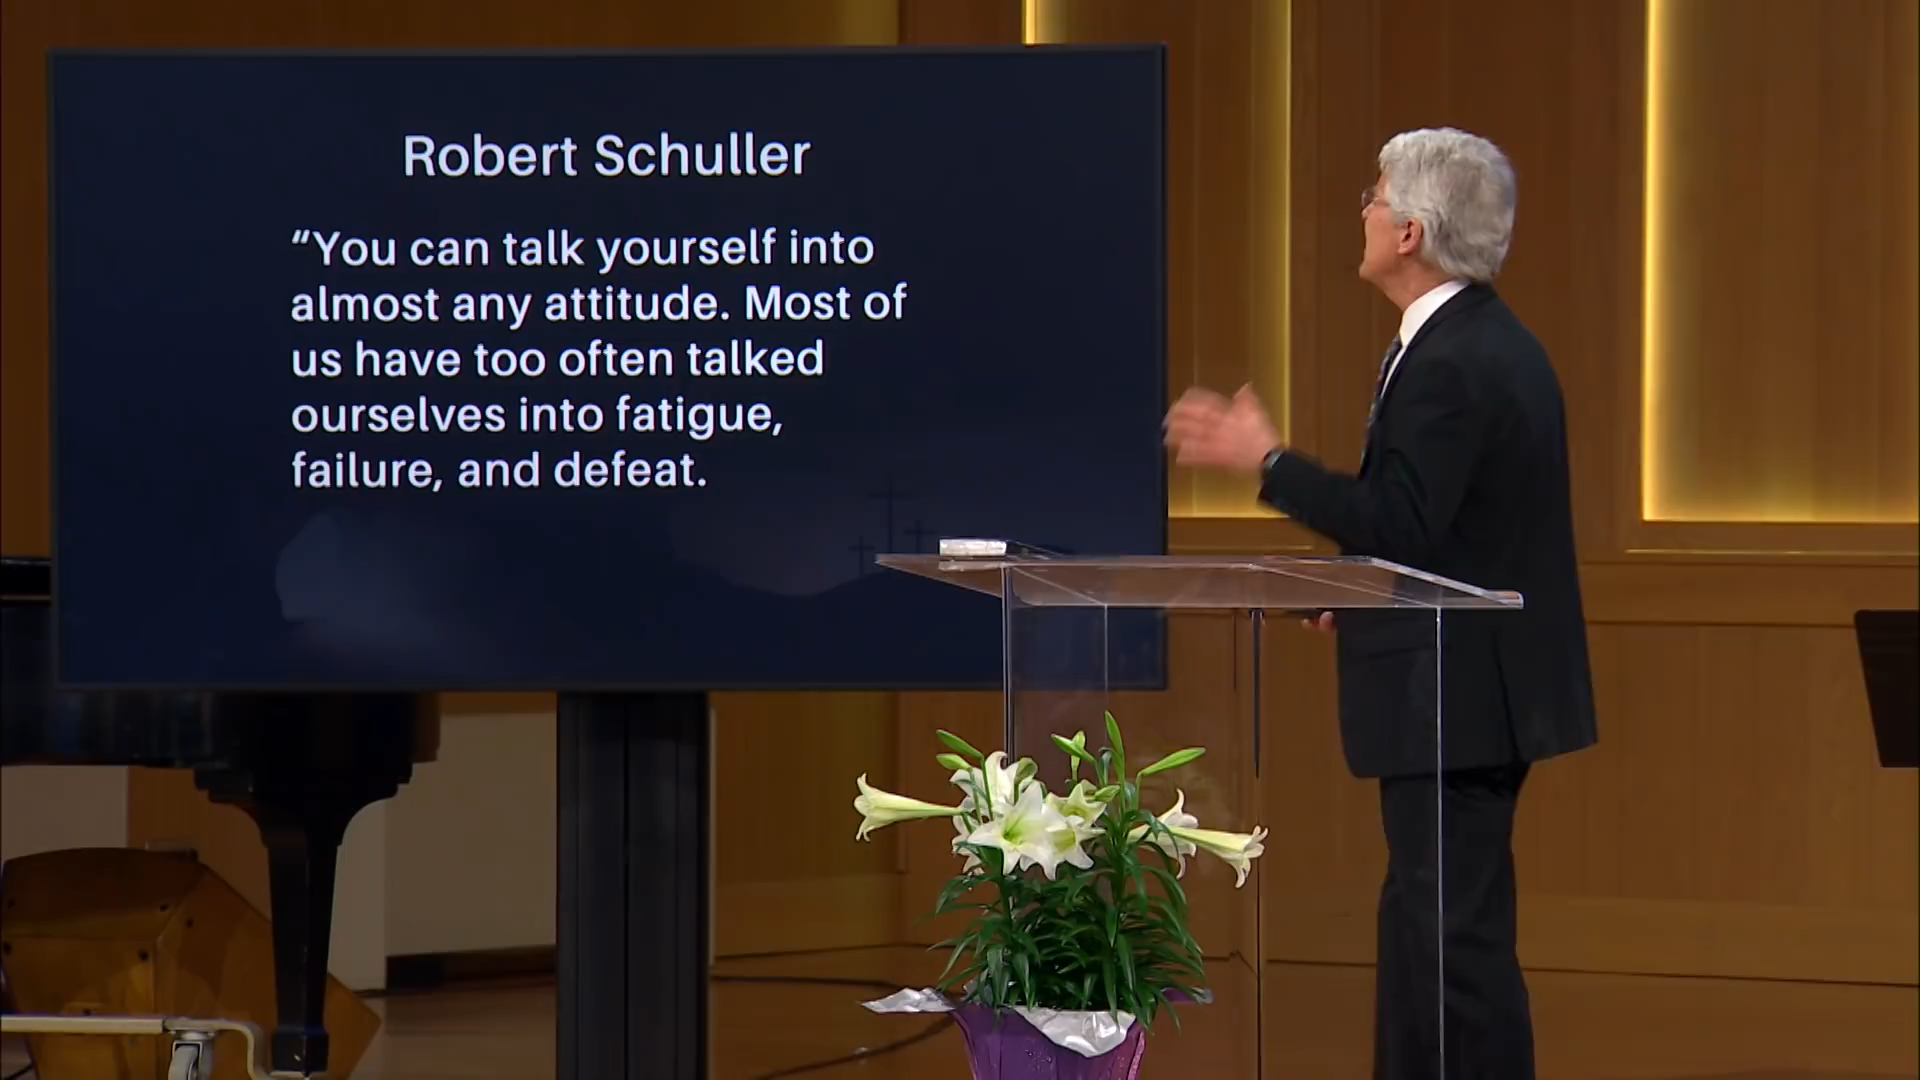 Robert Schuller
“You can talk yourself into
almost any attitude. Most of
us have too often talked
ourselves into fatigue,
failure, and defeat.